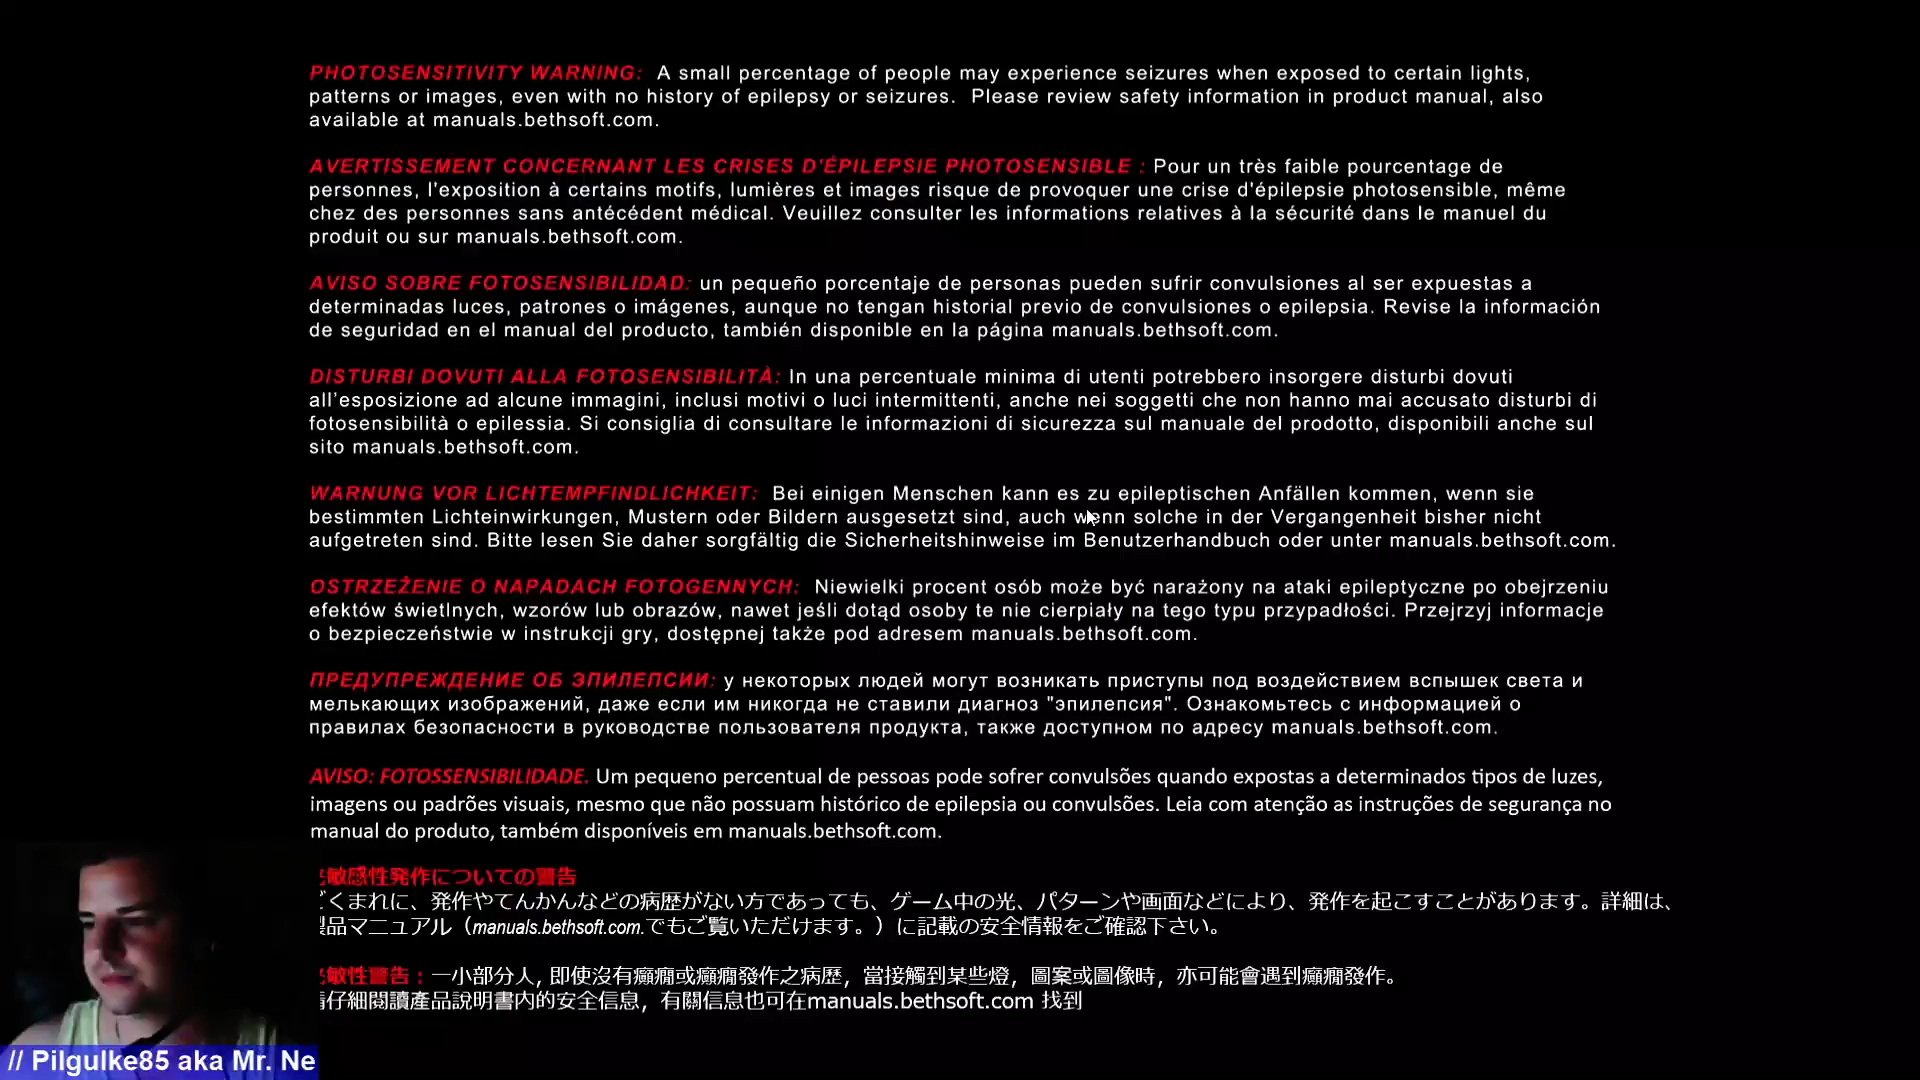 PHOTOSENSITIVITY WARNING: A small percentage of people may experience seizures when exposed to certain lights,
patterns or images, even with no history of epilepsy or seizures. Please review safety information in product manual, also
available at manuals.bethsoft.com.
AVERTISSEMENT CONCERNANT LES CRISES D'ÉPILEPSIE PHOTOSENSIBLE : Pour un très faible pourcentage de
personnes, l'exposition à certains motifs, lumières et images risque de provoquer une crise d'épilepsie photosensible, même
chez des personnes sans antécédent médical. Veuillez consulter les informations relatives à la sécurité dans le manuel du
produit ou sur manuals.bethsoft.com.
AVISO SOBRE FOTOSENSIBILIDAD: un pequeño porcentaje de personas pueden sufrir convulsiones al ser expuestas a
determinadas luces, patrones o imágenes, aunque no tengan historial previo de convulsiones o epilepsia. Revise la información
de seguridad en el manual del producto, también disponible en la página manuals.bethsoft.com.
DISTURBI DOVUTI ALLA FOTOSENSIBILITÀ: In una percentuale minima di utenti potrebbero insorgere disturbi dovuti
all'esposizione ad alcune immagini, inclusi motivi o luci intermittenti, anche nei soggetti che non hanno mai accusato disturbi di
fotosensibilità o epilessia. Si consiglia di consultare le informazioni di sicurezza sul manuale del prodotto, disponibili anche sul
sito manuals.bethsoft.com.
WARNUNG VOR LICHTEMPFINDLICHKEIT: Bei einigen Menschen kann es zu epileptischen Anfällen kommen, wenn sie
bestimmten Lichteinwirkungen, Mustern oder Bildern ausgesetzt sind, auch wenn solche in der Vergangenheit bisher nicht
aufgetreten sind. Bitte lesen Sie daher sorgfältig die Sicherheitshinweise im Benutzerhandbuch oder unter manuals.bethsoft.com.
OSTRZEŻENIE O NAPADACH FOTOGENNYCH: Niewielki procent osób może być narażony na ataki epileptyczne po obejrzeniu
efektów świetlnych, wzorów lub obrazów, nawet jeśli dotąd osoby te nie cierpiały na tego typu przypadłości. Przejrzyj informacje
o bezpieczeństwie w instrukcji gry, dostępnej także pod adresem manuals.bethsoft.com.
ПРЕДУПРЕЖДЕНИЕ ОБ ЭПИЛЕПСИИ: у некоторых людей могут возникать приступы под воздействием вспышек света и
мелькающих изображений, даже если им никогда не ставили диагноз "эпилепсия". Ознакомьтесь с информацией о
правилах безопасности в руководстве пользователя продукта, также доступном по адресу manuals.bethsoft.com.
AVISO: FOTOSSENSIBILIDADE. Um pequeno percentual de pessoas pode sofrer convulsões quando expostas a determinados tipos de luzes,
imagens ou padrões visuais, mesmo que não possuam histórico de epilepsia ou convulsões. Leia com atenção as instruções de segurança no
manual do produto, também disponíveis em manuals.bethsoft.com.
敏感性発作についての警告
くまれに、発作やてんかんなどの病歴がない方であっても、ゲーム中の光、パターンや画面などにより、発作を起こすことがあります。詳細は、
品マニュアル（manuals.bethsoft.com.でもご覧いただけます。）に記載の安全情報をご確認下さい。
敏性警告：一小部分人, 即使沒有癲癇或癲癇發作之病歷，當接觸到某些燈，圖案或圖像時，亦可能會遇到癲癇發作。
仔細閱讀產品說明書內的安全信息，有關信息也可在manuals.bethsoft.com 找到
// Pilgulke85 aka Mr. Ne